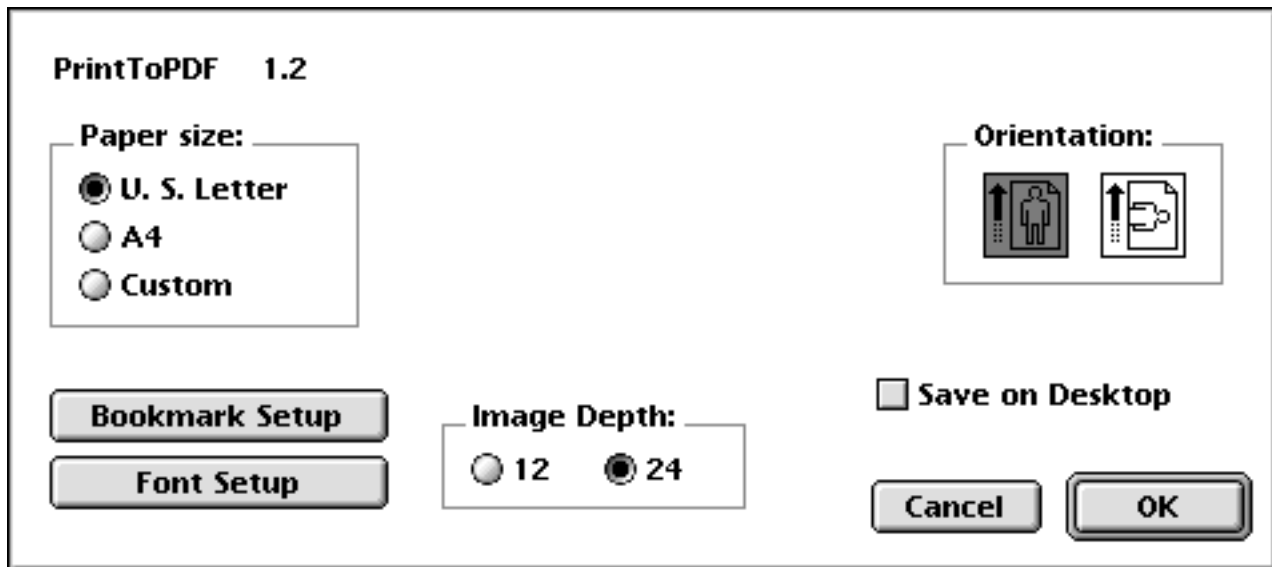 PrintToPDF 1.2
Paper size:
U. S. Letter
A4
Custom
Orientation:
Bookmark Setup
Font Setup
Image Depth:
12 24
Save on Desktop
Cancel OK